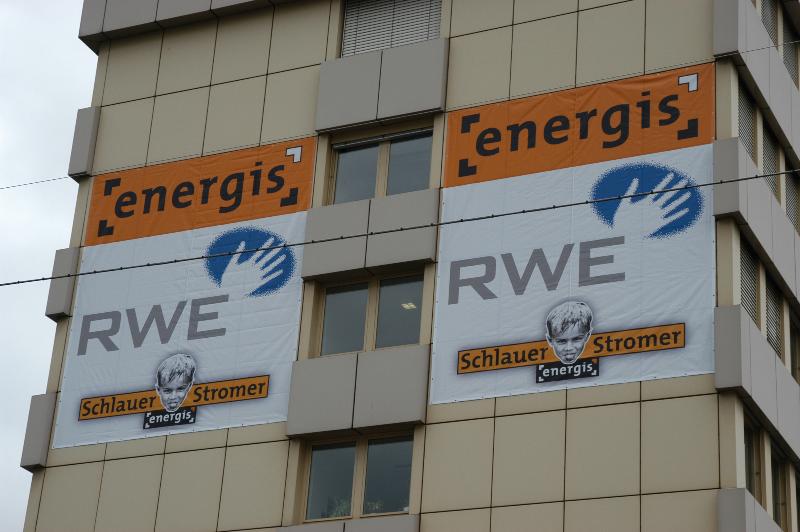 energis
RWE
Schlauer Stromer
energis
energis
RWE
Schlauer Stromer
energis